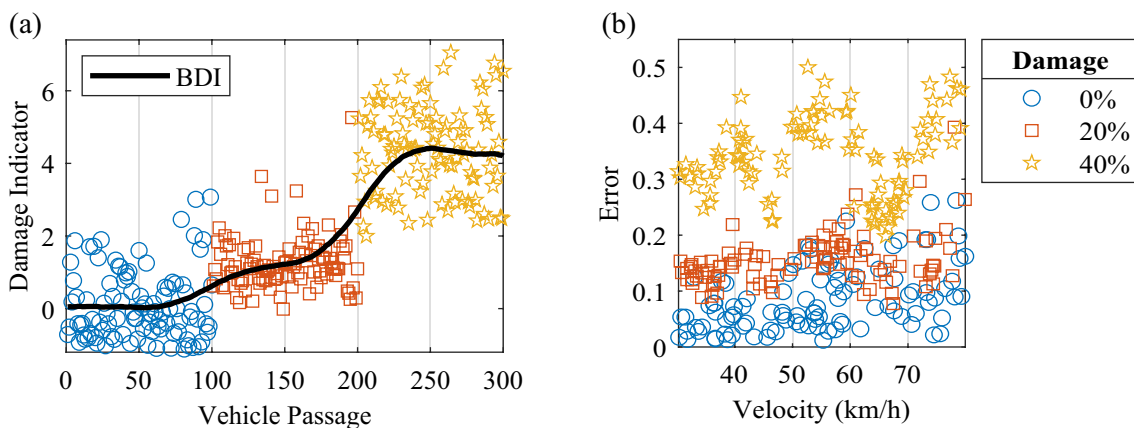 (a)
Damage Indicator
6
4
2
0
BDI
0 50 100 150 200 250 300
Vehicle Passage
(b)
Error
0.5
0.4
0.3
0.2
0.1
0
40 50 60 70
Velocity (km/h)
Damage
0%
20%
40%